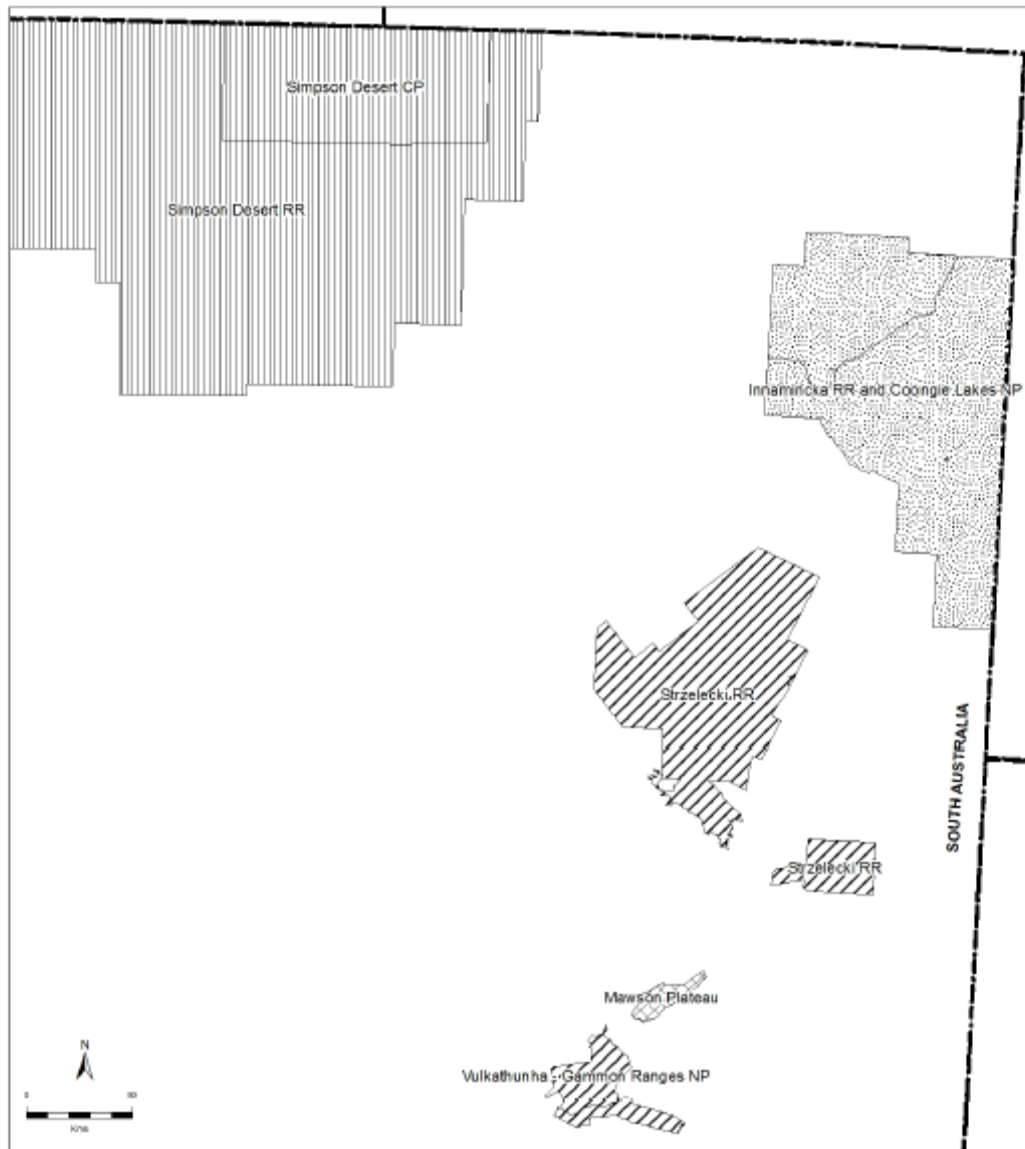 Simpson Desert CP
Simpson Desert RR
Innamincka RR and Coongie Lakes NP
Strzelecki RR
SOUTH AUSTRALIA
Strzelecki RR
Mawson Plateau
Vulkathunha - Gammon Ranges NP
N
0
Kms